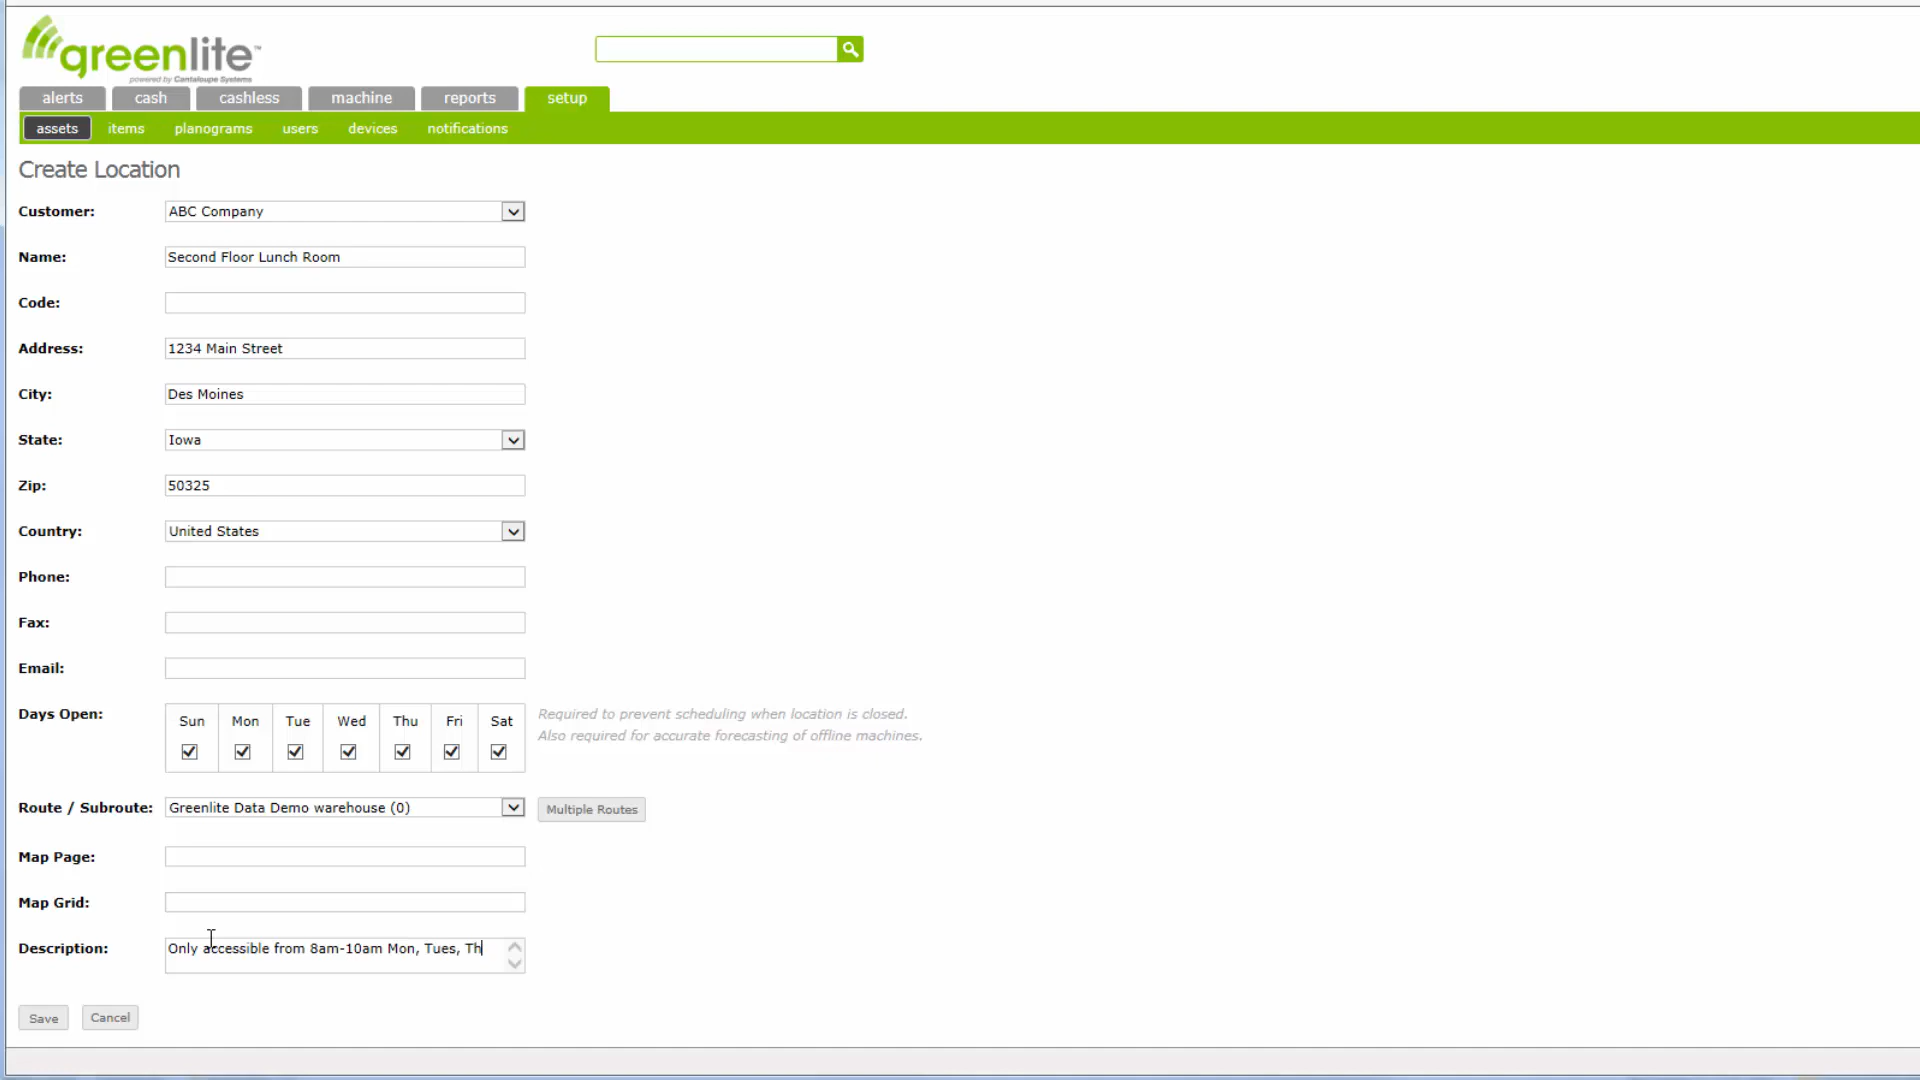 greenlite™
powered by Cantaloupe Systems
alerts cash cashless machine reports setup
assets items planograms users devices notifications
Create Location
Customer: ABC Company
Name: Second Floor Lunch Room
Code:
Address: 1234 Main Street
City: Des Moines
State: Iowa
Zip: 50325
Country: United States
Phone:
Fax:
Email:
Days Open: Sun Mon Tue Wed Thu Fri Sat
Required to prevent scheduling when location is closed.
Also required for accurate forecasting of offline machines.
Route / Subroute: Greenlite Data Demo warehouse (0) Multiple Routes
Map Page:
Map Grid:
Description: Only accessible from 8am-10am Mon, Tues, Th
Save Cancel